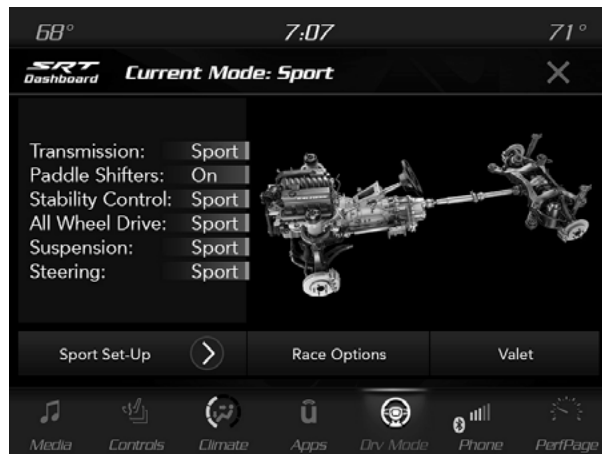 68° 7:07 71°
SRT Dashboard Current Mode: Sport
Transmission: Sport
Paddle Shifters: On
Stability Control: Sport
All Wheel Drive: Sport
Suspension: Sport
Steering: Sport
Sport Set-Up Race Options Valet
Media Controls Climate Apps Drv Mode Phone PerfPage